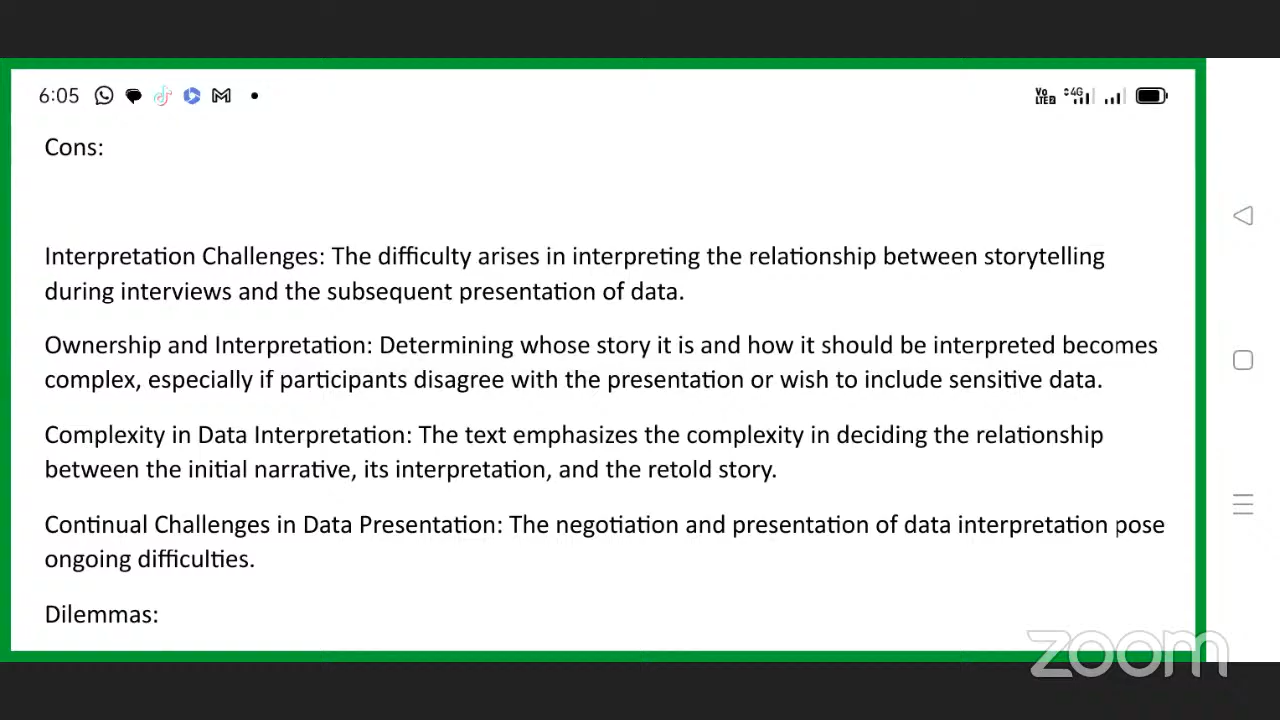 6:05
Vo
LTE2
4G
Cons:
Interpretation Challenges: The difficulty arises in interpreting the relationship between storytelling
during interviews and the subsequent presentation of data.
Ownership and Interpretation: Determining whose story it is and how it should be interpreted becomes
complex, especially if participants disagree with the presentation or wish to include sensitive data.
Complexity in Data Interpretation: The text emphasizes the complexity in deciding the relationship
between the initial narrative, its interpretation, and the retold story.
Continual Challenges in Data Presentation: The negotiation and presentation of data interpretation pose
ongoing difficulties.
Dilemmas:
zoom